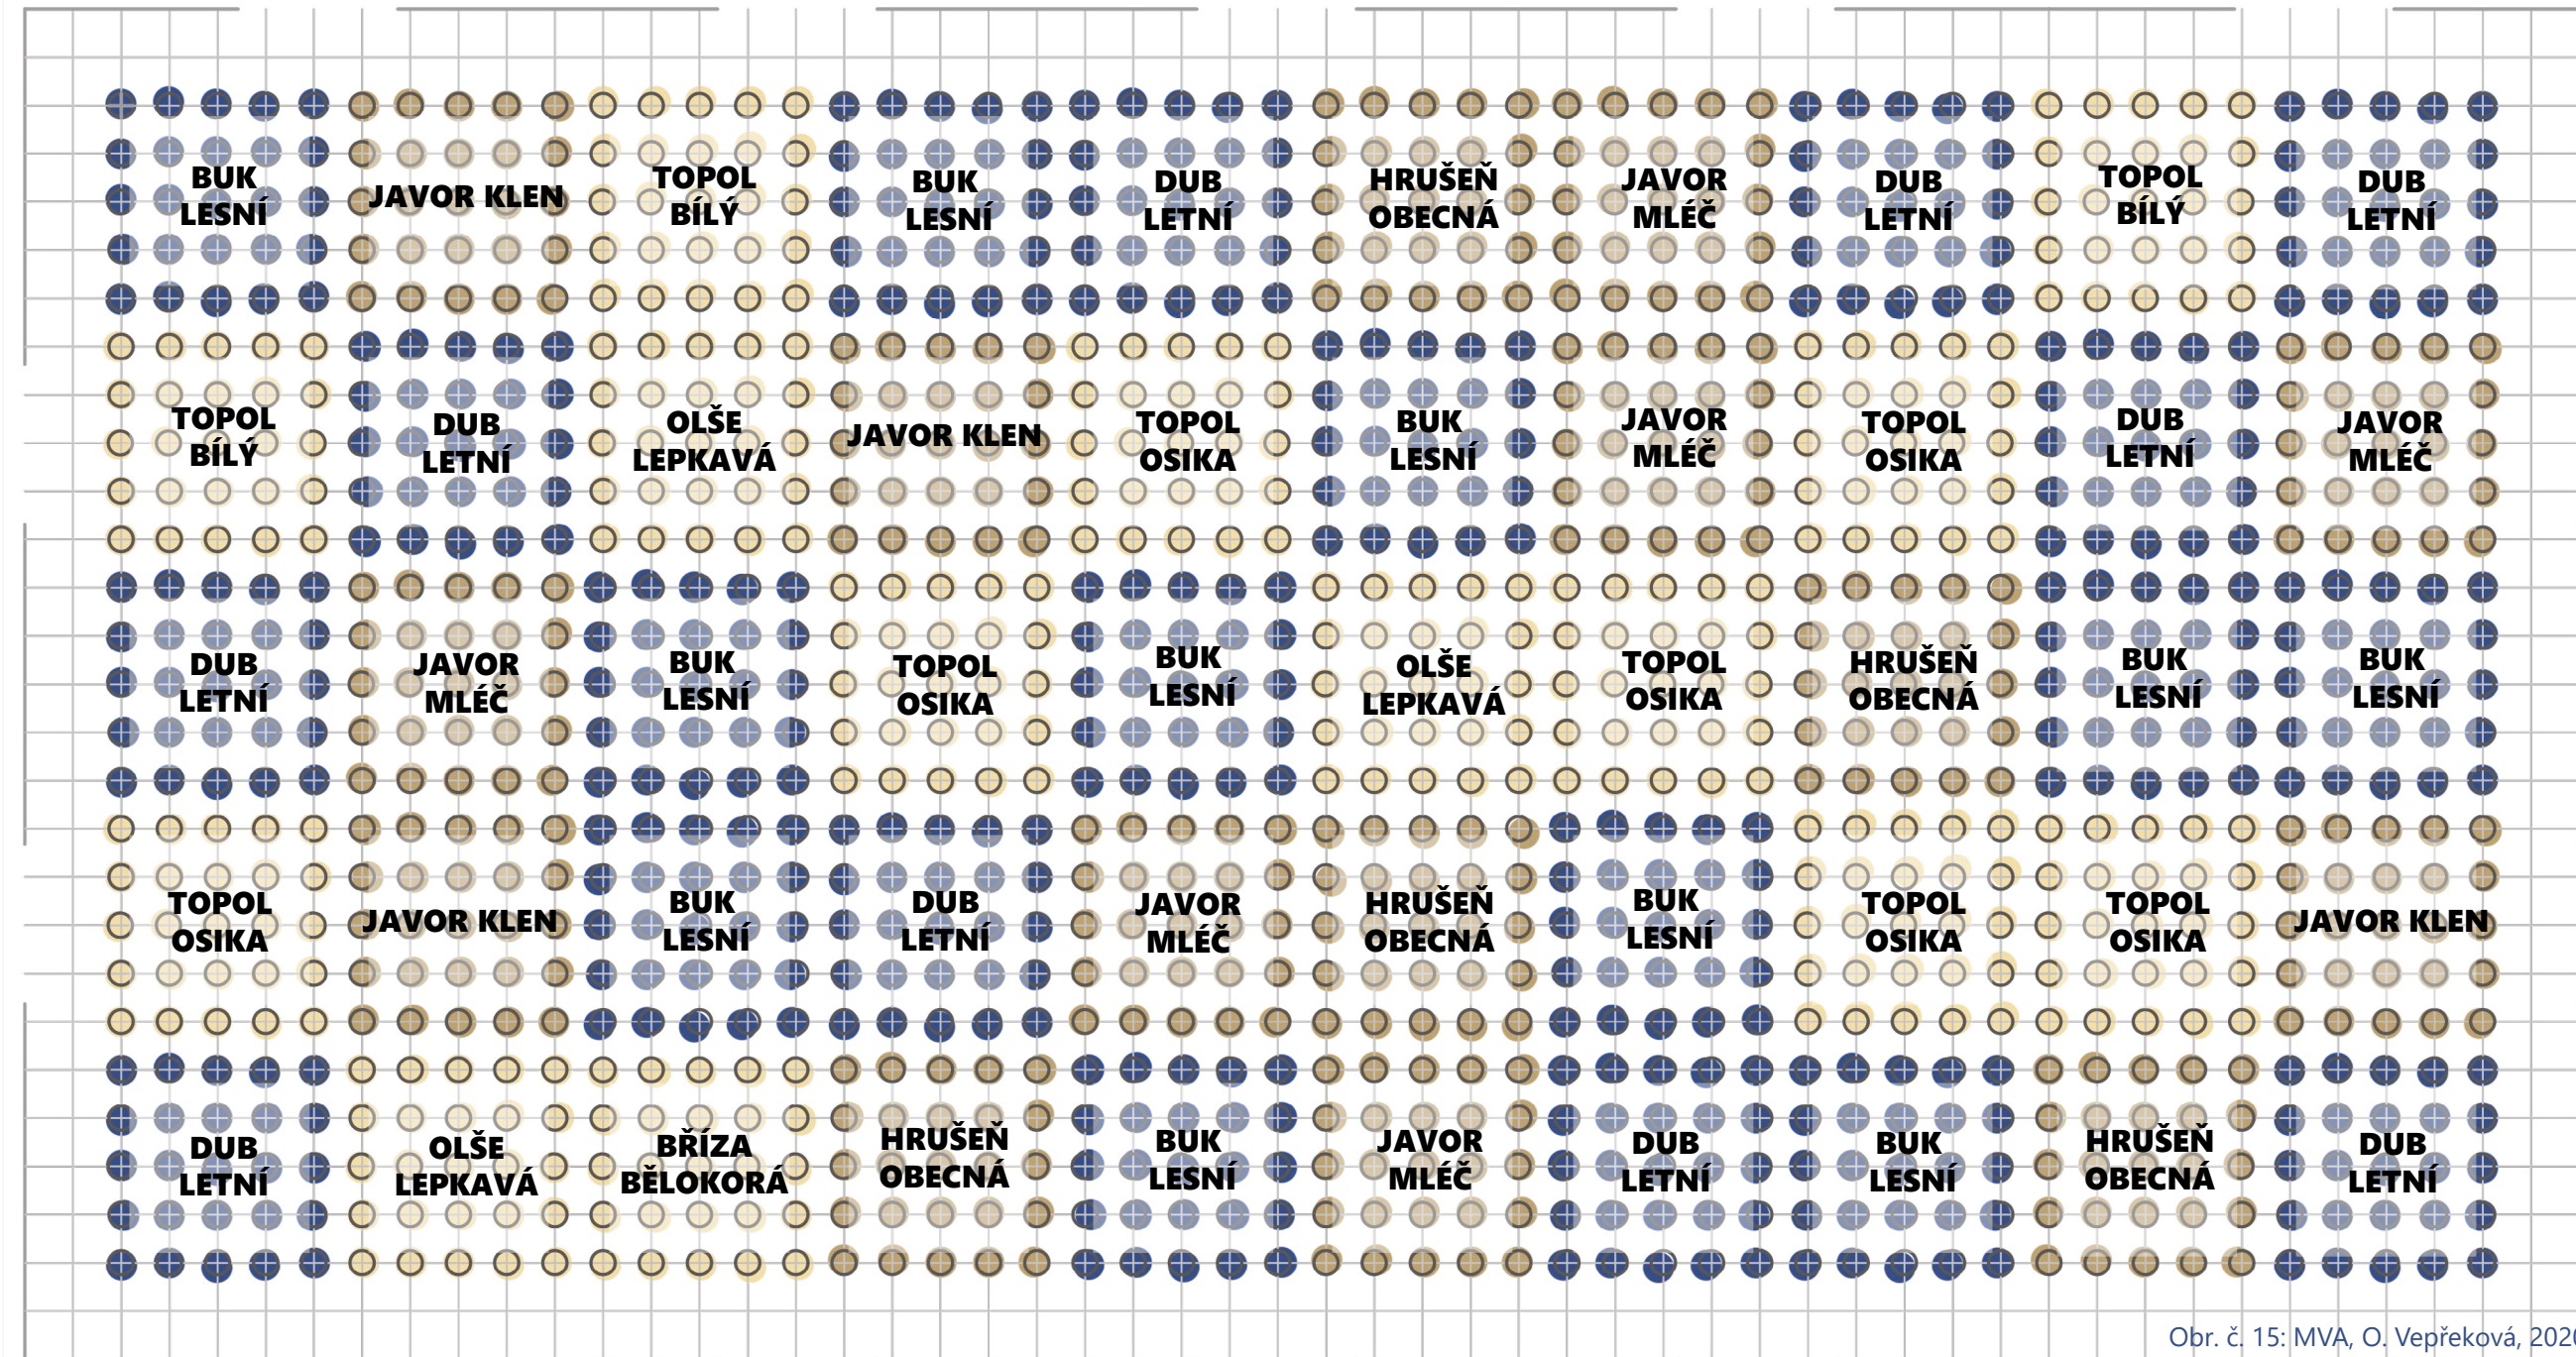 BUK
LESNÍ
JAVOR KLEN
TOPOL
BÍLÝ
BUK
LESNÍ
DUB
LETNÍ
HRUŠEŇ
OBECNÁ
JAVOR
MLÉČ
DUB
LETNÍ
TOPOL
BÍLÝ
DUB
LETNÍ
TOPOL
BÍLÝ
DUB
LETNÍ
OLŠE
LEPKAVÁ
JAVOR KLEN
TOPOL
OSIKA
BUK
LESNÍ
JAVOR
MLÉČ
TOPOL
OSIKA
DUB
LETNÍ
JAVOR
MLÉČ
DUB
LETNÍ
JAVOR
MLÉČ
BUK
LESNÍ
TOPOL
OSIKA
BUK
LESNÍ
OLŠE
LEPKAVÁ
TOPOL
OSIKA
HRUŠEŇ
OBECNÁ
BUK
LESNÍ
BUK
LESNÍ
TOPOL
OSIKA
JAVOR KLEN
BUK
LESNÍ
DUB
LETNÍ
JAVOR
MLÉČ
HRUŠEŇ
OBECNÁ
BUK
LESNÍ
TOPOL
OSIKA
TOPOL
OSIKA
JAVOR KLEN
DUB
LETNÍ
OLŠE
LEPKAVÁ
BŘÍZA
BĚLOKORÁ
HRUŠEŇ
OBECNÁ
BUK
LESNÍ
JAVOR
MLÉČ
DUB
LETNÍ
BUK
LESNÍ
HRUŠEŇ
OBECNÁ
DUB
LETNÍ
Obr. č. 15: MVA, O. Vepřeková, 2020